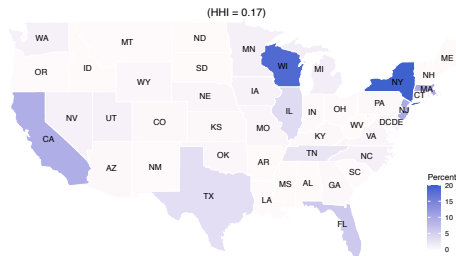 (HHI = 0.17)
WA
MT
ND
MN
ME
OR
ID
SD
WI
MI
NY
NH
MA
CT
WY
NE
IA
PA
NJ
NV
UT
CO
IL
IN
OH
DC
DE
CA
KS
MO
KY
WV
VA
AZ
NM
OK
AR
TN
NC
SC
TX
LA
MS
AL
GA
FL
Percent
20
15
10
5
0